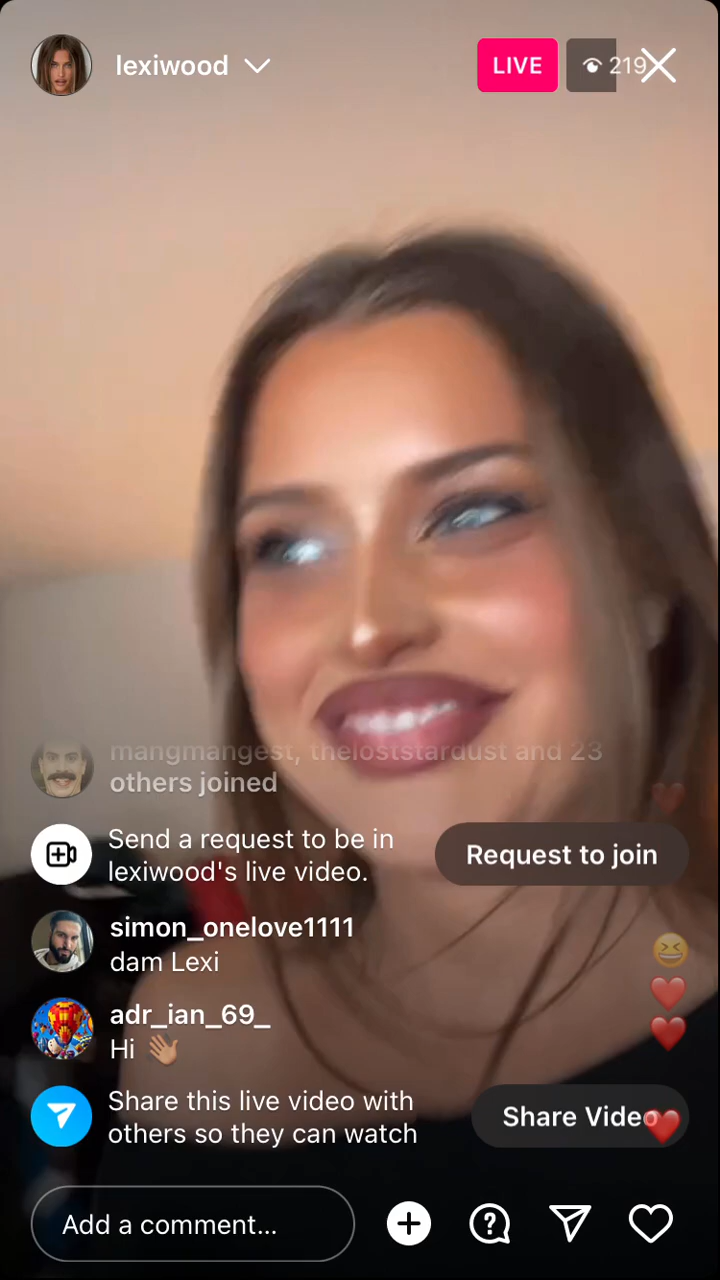 lexiwood
LIVE
219
mangmangest, theloststardust and 23
others joined
Send a request to be in
lexiwood's live video.
Request to join
simon_onelove1111
dam Lexi
adr_ian_69_
Hi 👋🏽
Share this live video with
others so they can watch
Share Video
Add a comment...